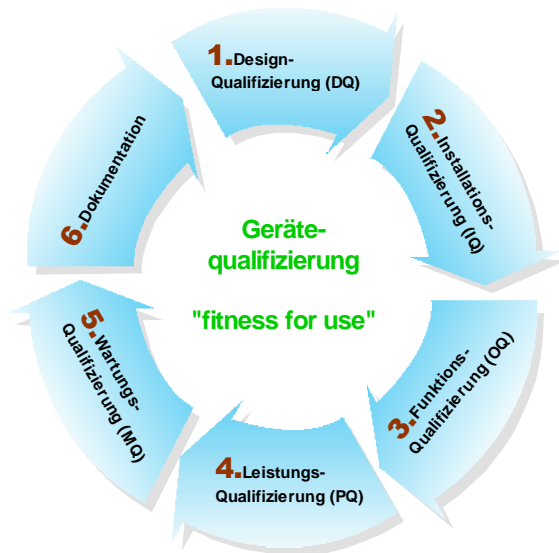 1.Design-
Qualifizierung (DQ)
2.Installations-
Qualifizierung (IQ)
3.Funktions-
Qualifizierung (OQ)
4.Leistungs-
Qualifizierung (PQ)
5.Wartungs-
Qualifizierung (MQ)
6.Dokumentation
Geräte-
qualifizierung
"fitness for use"